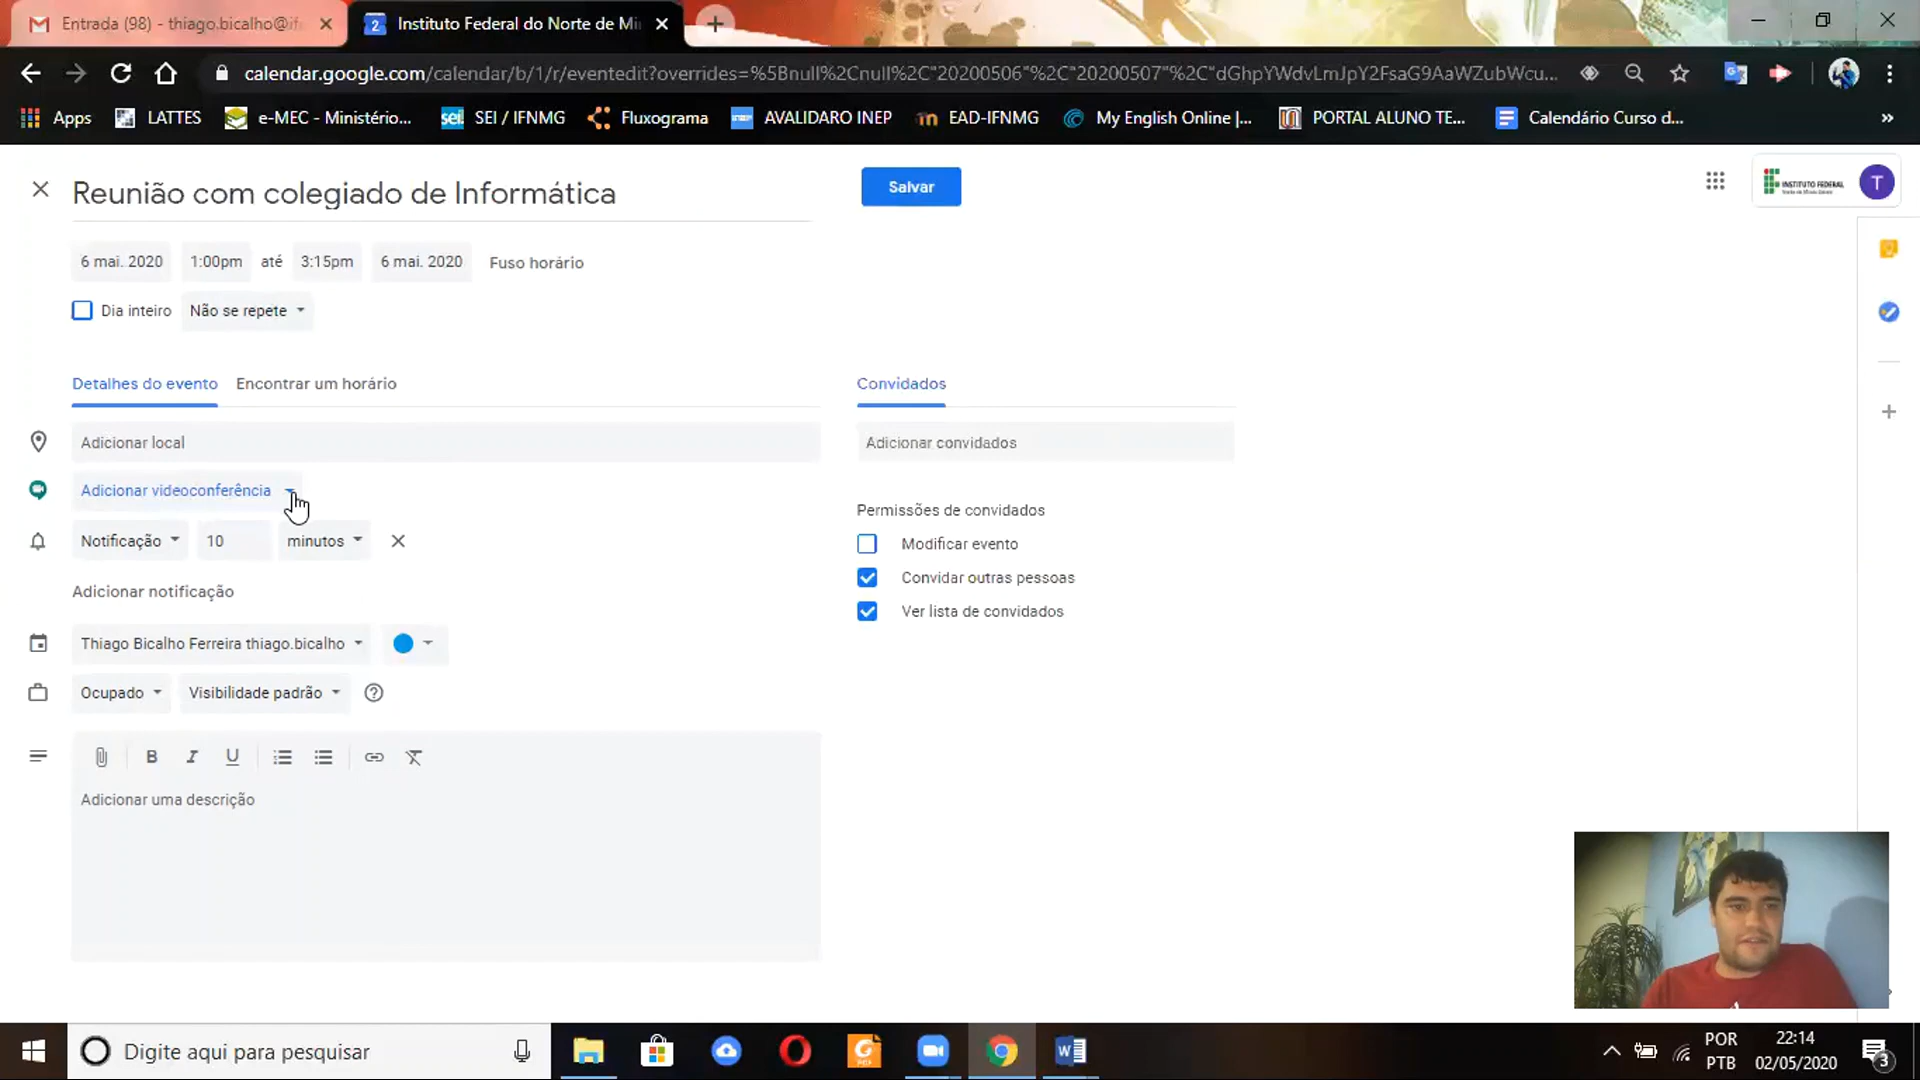 Entrada (98) - thiago.bicalho@if
Instituto Federal do Norte de Mi
calendar.google.com/calendar/b/1/r/eventedit?overrides=%5Bnull%2Cnull%2C"20200506"%2C"20200507"%2C"dGhpYWdvLmJpY2FsaG9AaWZubWcu...
Apps
LATTES
e-MEC - Ministério...
SEI / IFNMG
Fluxograma
AVALIDARO INEP
EAD-IFNMG
My English Online |...
PORTAL ALUNO TE...
Calendário Curso d...
»
Reunião com colegiado de Informática
Salvar
INSTITUTO FEDERAL
T
6 mai. 2020 1:00pm até 3:15pm 6 mai. 2020 Fuso horário
Dia inteiro Não se repete
Detalhes do evento Encontrar um horário
Convidados
Adicionar local
Adicionar convidados
Adicionar videoconferência
Notificação 10 minutos
Adicionar notificação
Permissões de convidados
Modificar evento
Convidar outras pessoas
Ver lista de convidados
Thiago Bicalho Ferreira thiago.bicalho
Ocupado Visibilidade padrão
B I U
Adicionar uma descrição
Digite aqui para pesquisar
POR
PTB
22:14
02/05/2020
3